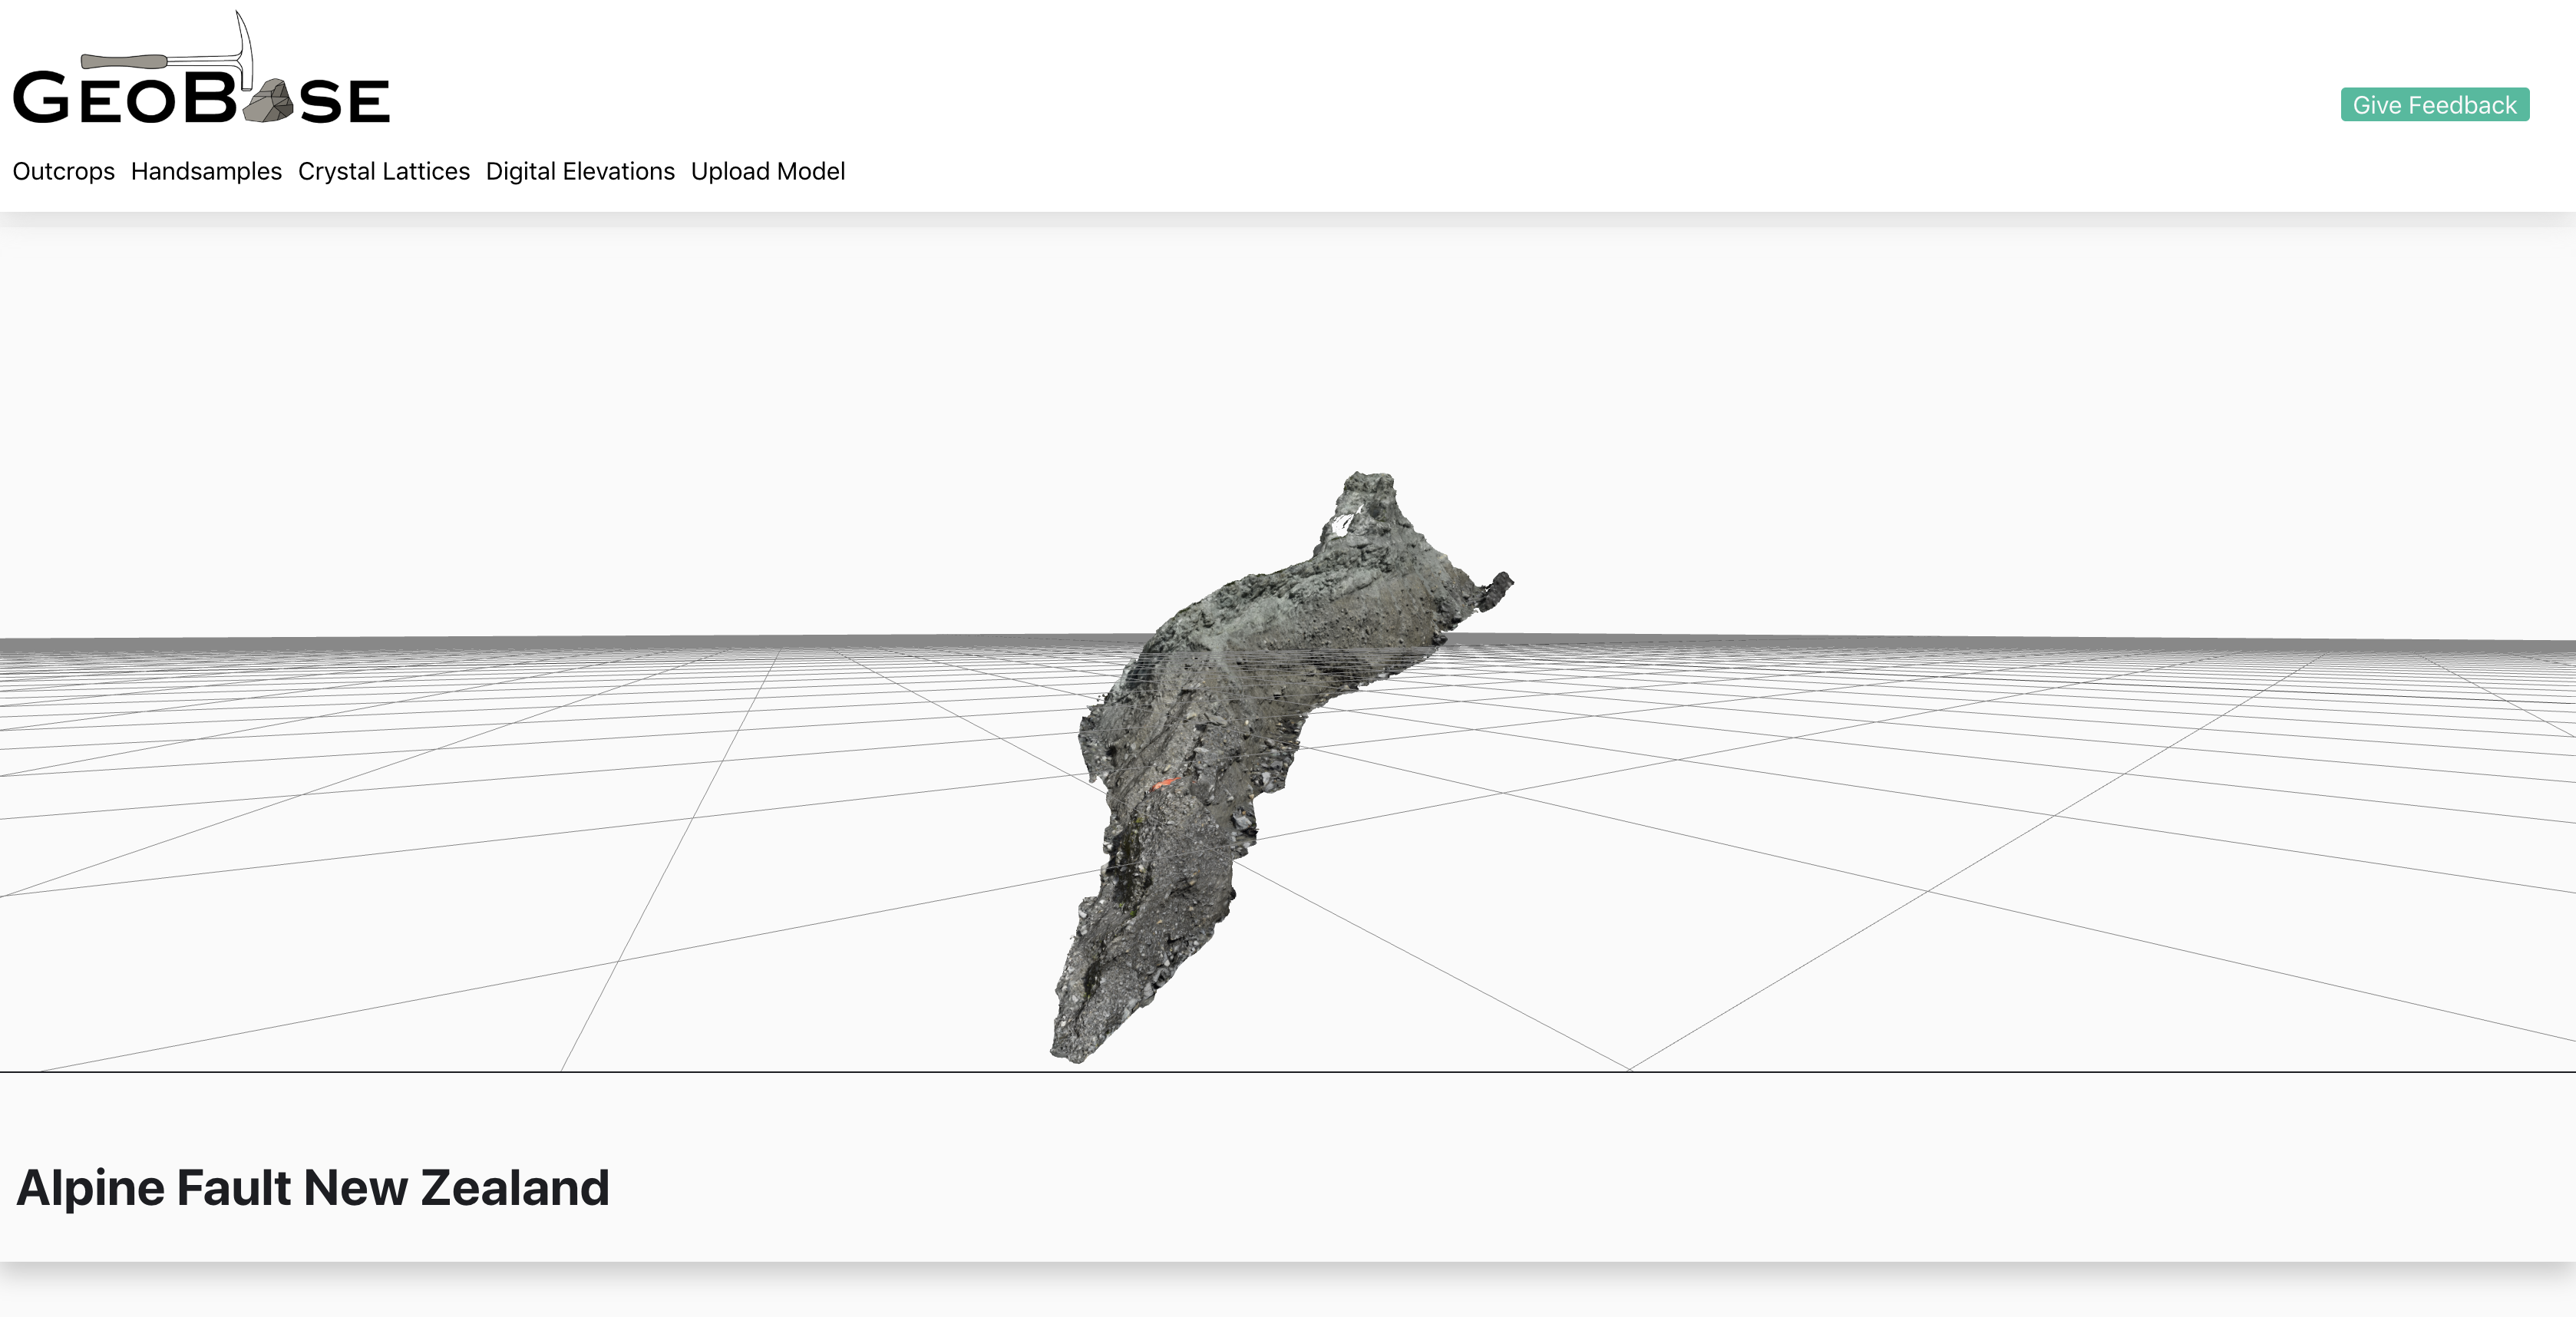 GEOBASE
Give Feedback
Outcrops Handsamples Crystal Lattices Digital Elevations Upload Model
Alpine Fault New Zealand